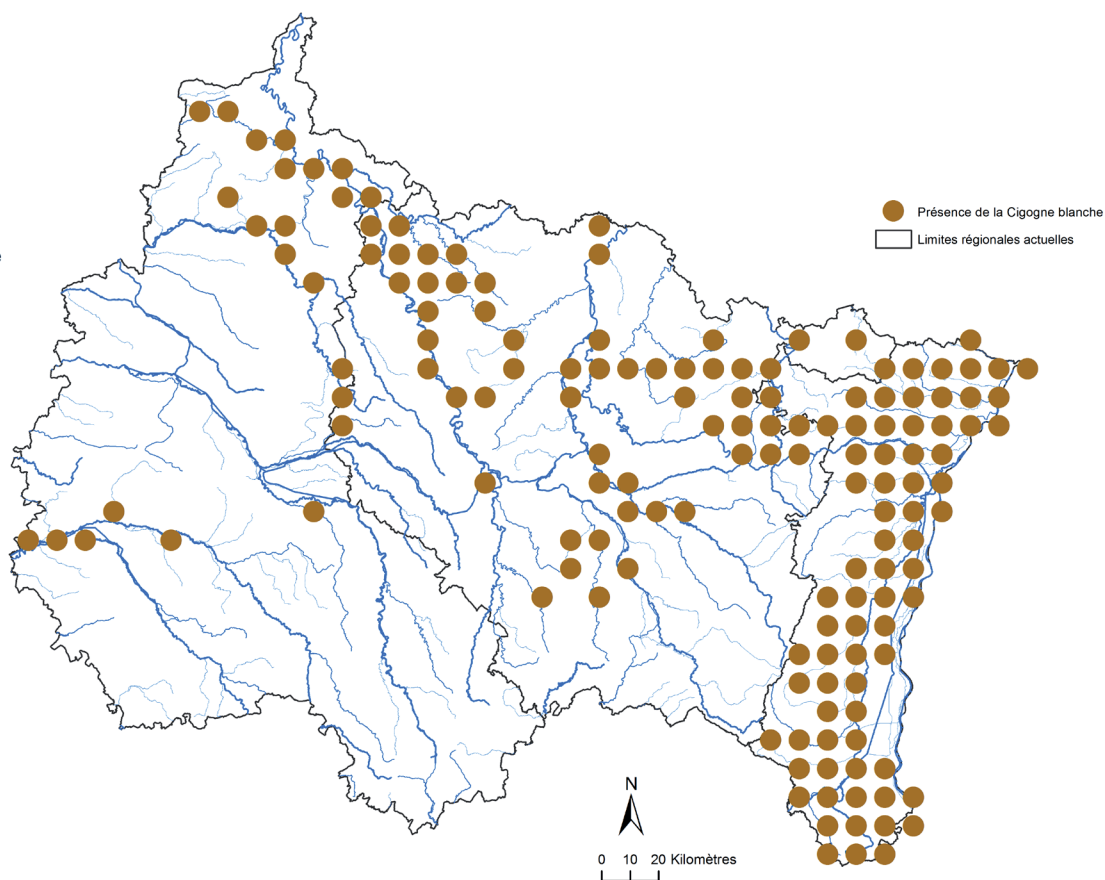 Présence de la Cigogne blanche
Limites régionales actuelles
N
0 10 20 Kilomètres